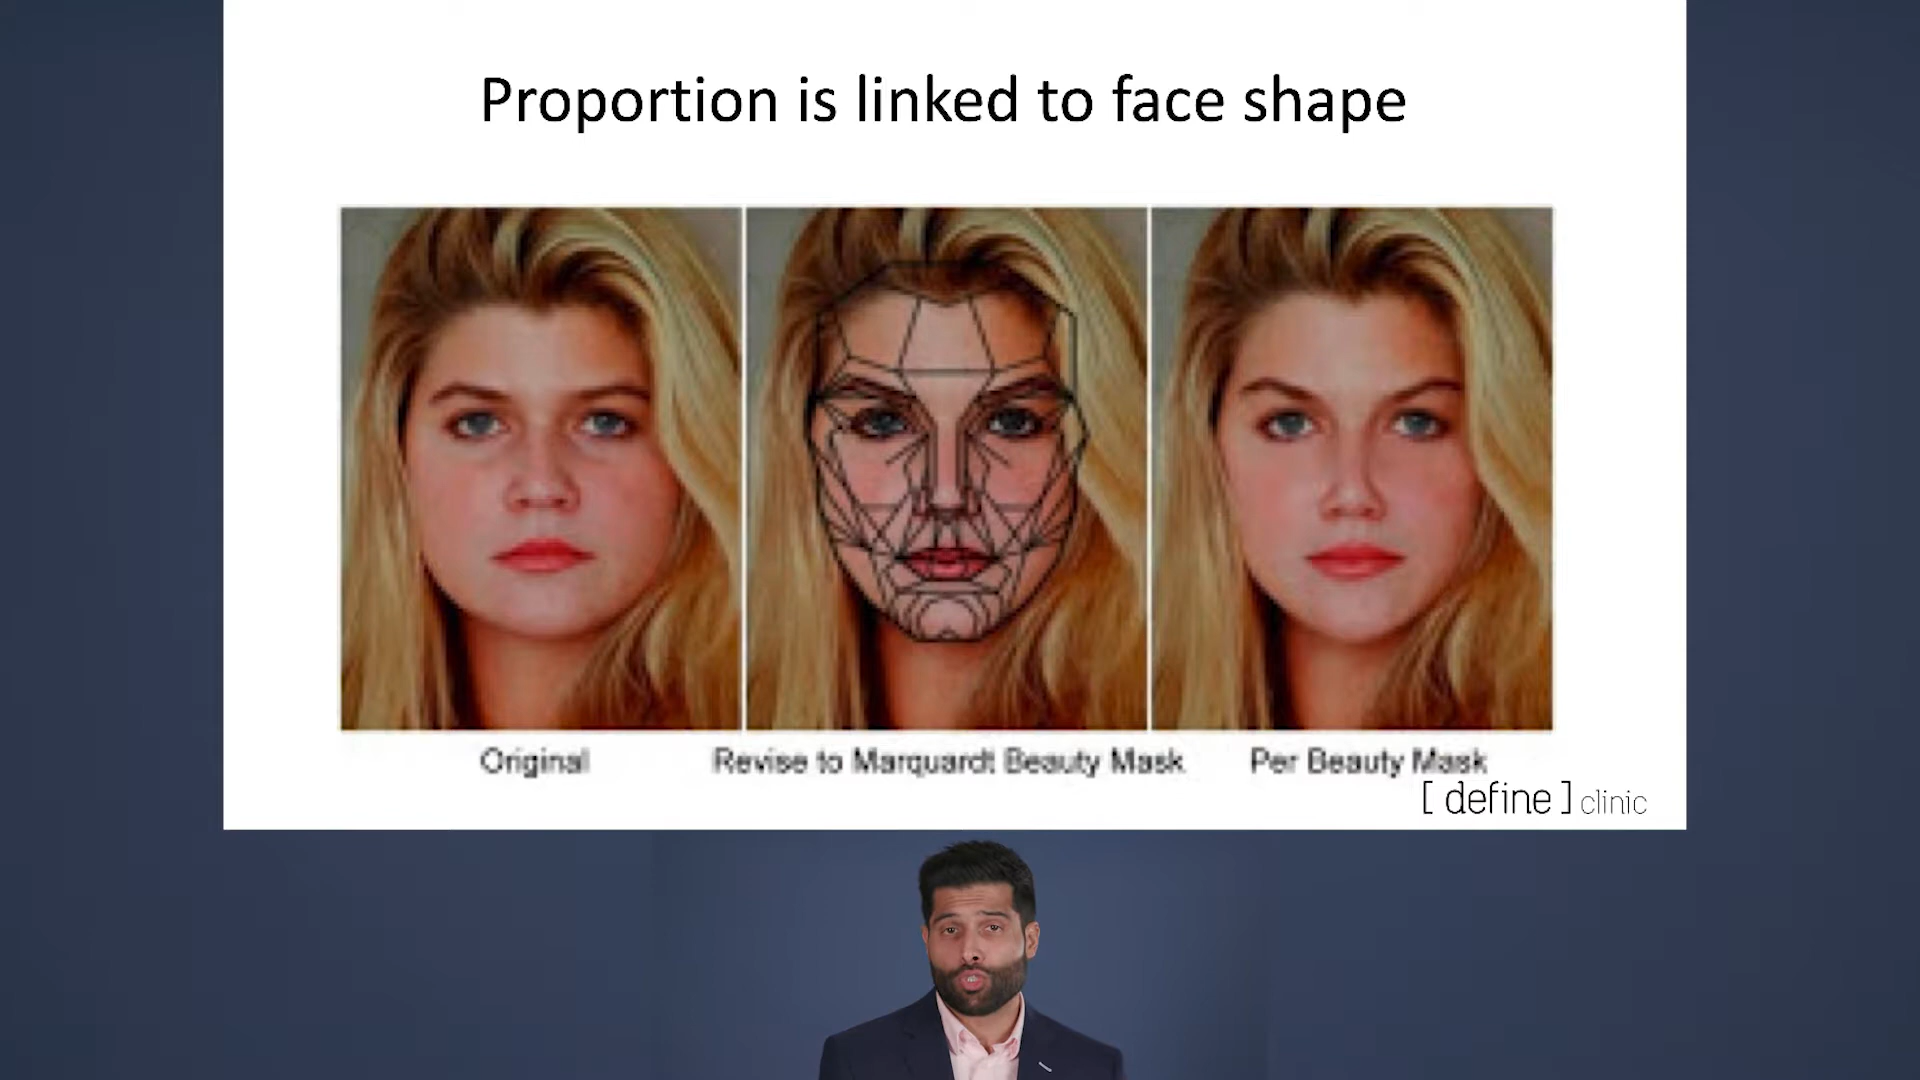 Proportion is linked to face shape
Original
Revise to Marquardt Beauty Mask
Per Beauty Mask
[ define ] clinic